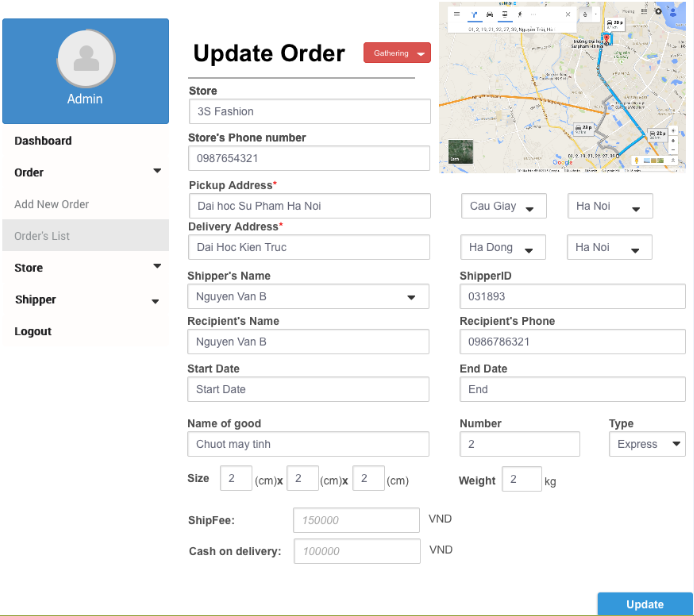 Admin
Dashboard
Order
Add New Order
Order's List
Store
Shipper
Logout
Update Order
Gathering
Store
3S Fashion
Store's Phone number
0987654321
Pickup Address*
Dai hoc Su Pham Ha Noi
Cau Giay
Ha Noi
Delivery Address*
Dai Hoc Kien Truc
Ha Dong
Ha Noi
Shipper's Name
Nguyen Van B
ShipperID
031893
Recipient's Name
Nguyen Van B
Recipient's Phone
0986786321
Start Date
Start Date
End Date
End
Name of good
Chuot may tinh
Number
2
Type
Express
Size 2 (cm)x 2 (cm)x 2 (cm)
Weight 2 kg
ShipFee: 150000 VND
Cash on delivery: 100000 VND
Update
Google